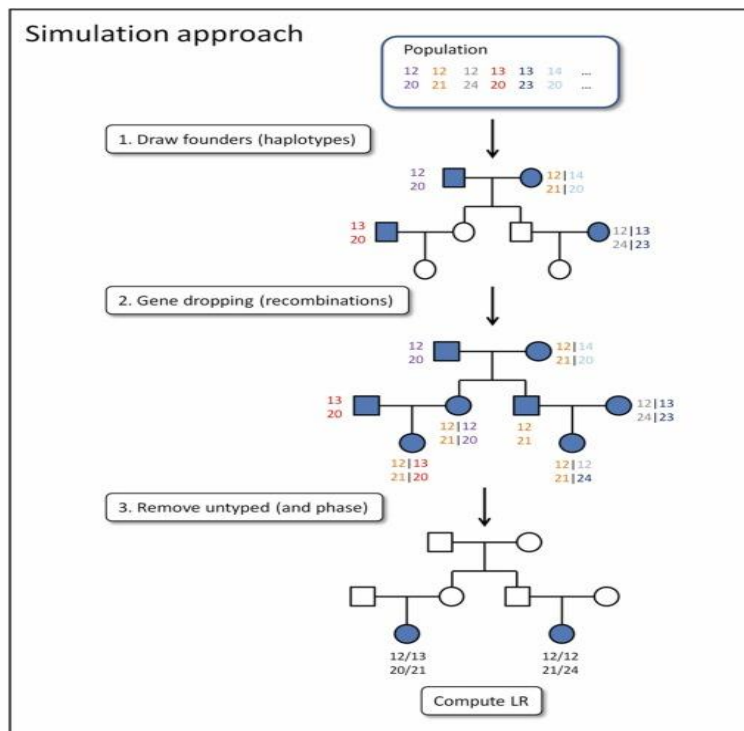 Simulation approach
Population
12 12 12 13 13 14 ...
20 21 24 20 23 20 ...
1. Draw founders (haplotypes)
12 12|14
20 21|20
13 12|13
20 24|23
2. Gene dropping (recombinations)
12 12|14
20 21|20
13 12|13
20 24|23
12|12 12
21|20 21
12|13 12|12
21|20 21|24
3. Remove untyped (and phase)
12/13 12/12
20/21 21/24
Compute LR